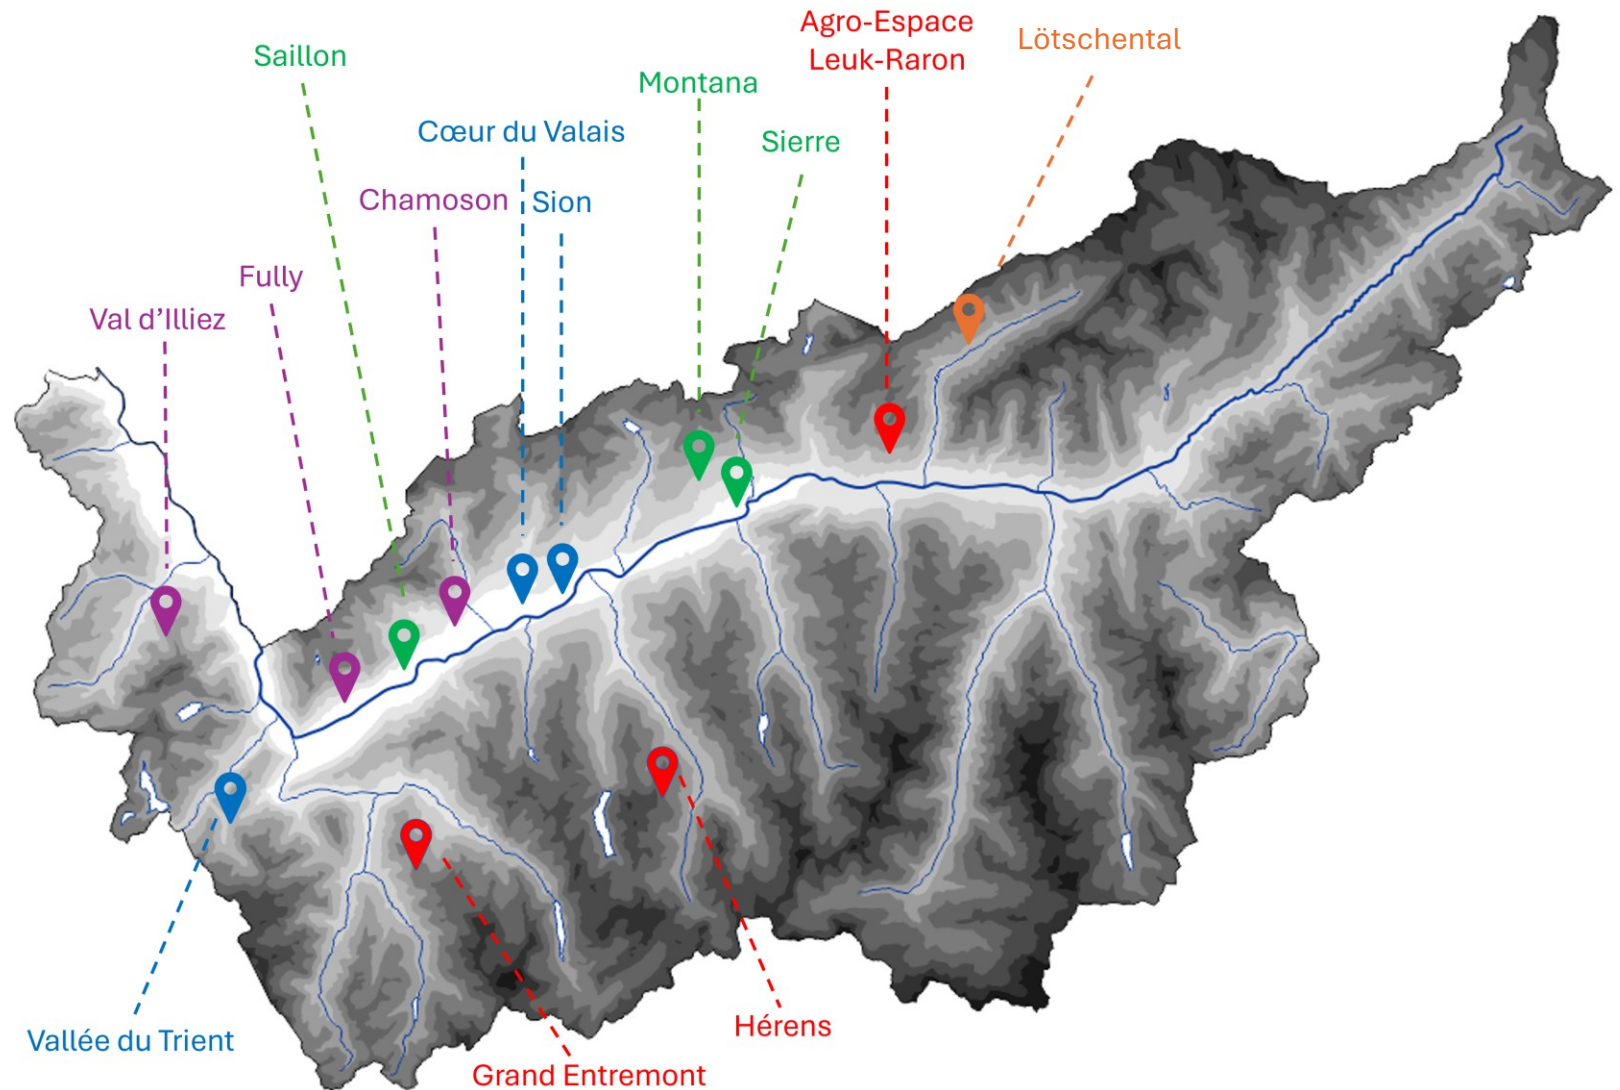 Agro-Espace
Leuk-Raron
Lötschental
Saillon
Montana
Cœur du Valais
Sierre
Chamoson
Sion
Fully
Val d’Illiez
Vallée du Trient
Hérens
Grand Entremont